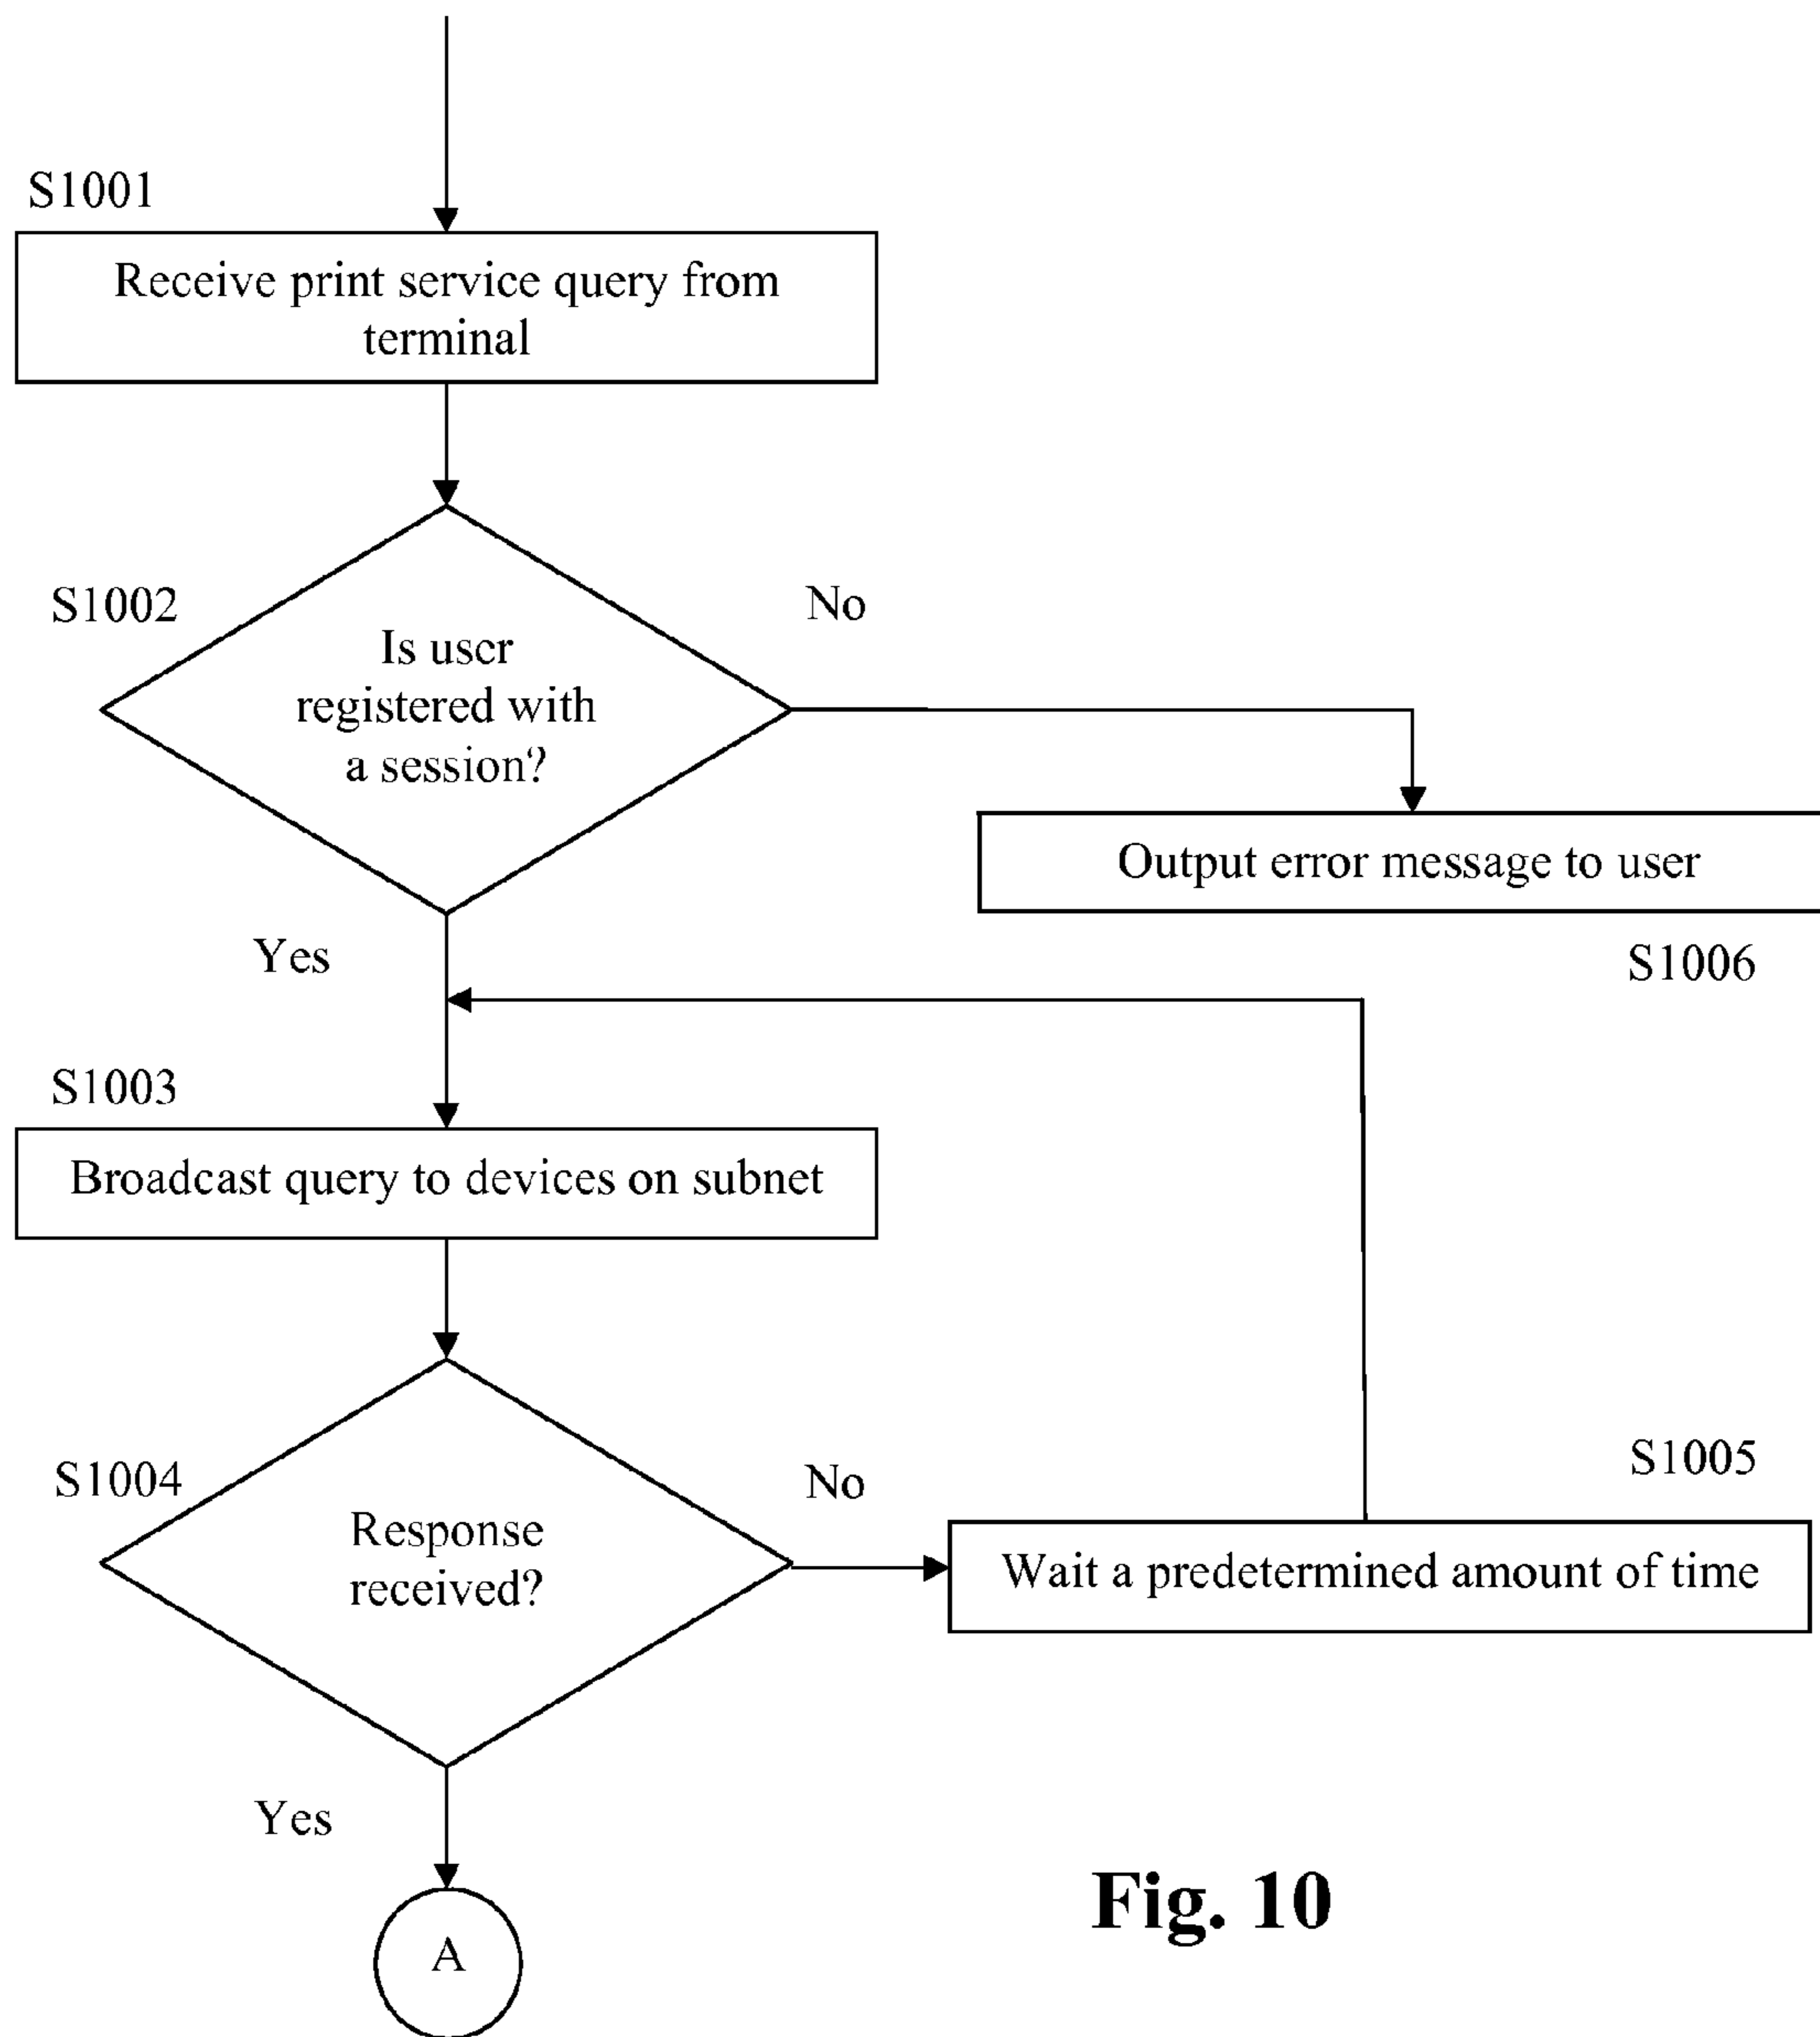 S1001
Receive print service query from
terminal
S1002
No
Is user
registered with
a session?
Output error message to user
Yes
S1006
S1003
Broadcast query to devices on subnet
S1004
No
S1005
Response
received?
Wait a predetermined amount of time
Yes
Fig. 10
A